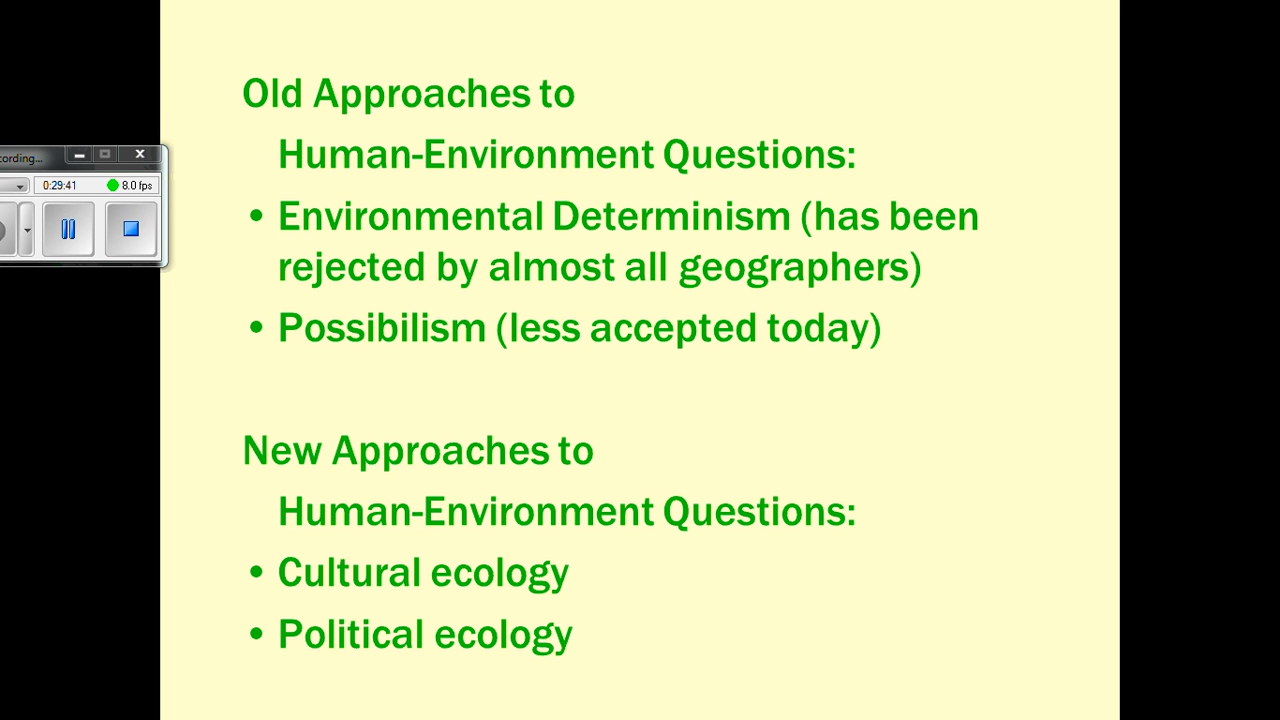 Old Approaches to
Human-Environment Questions:
• Environmental Determinism (has been
rejected by almost all geographers)
• Possibilism (less accepted today)
New Approaches to
Human-Environment Questions:
• Cultural ecology
• Political ecology
cording...
0:29:41 8.0 fps